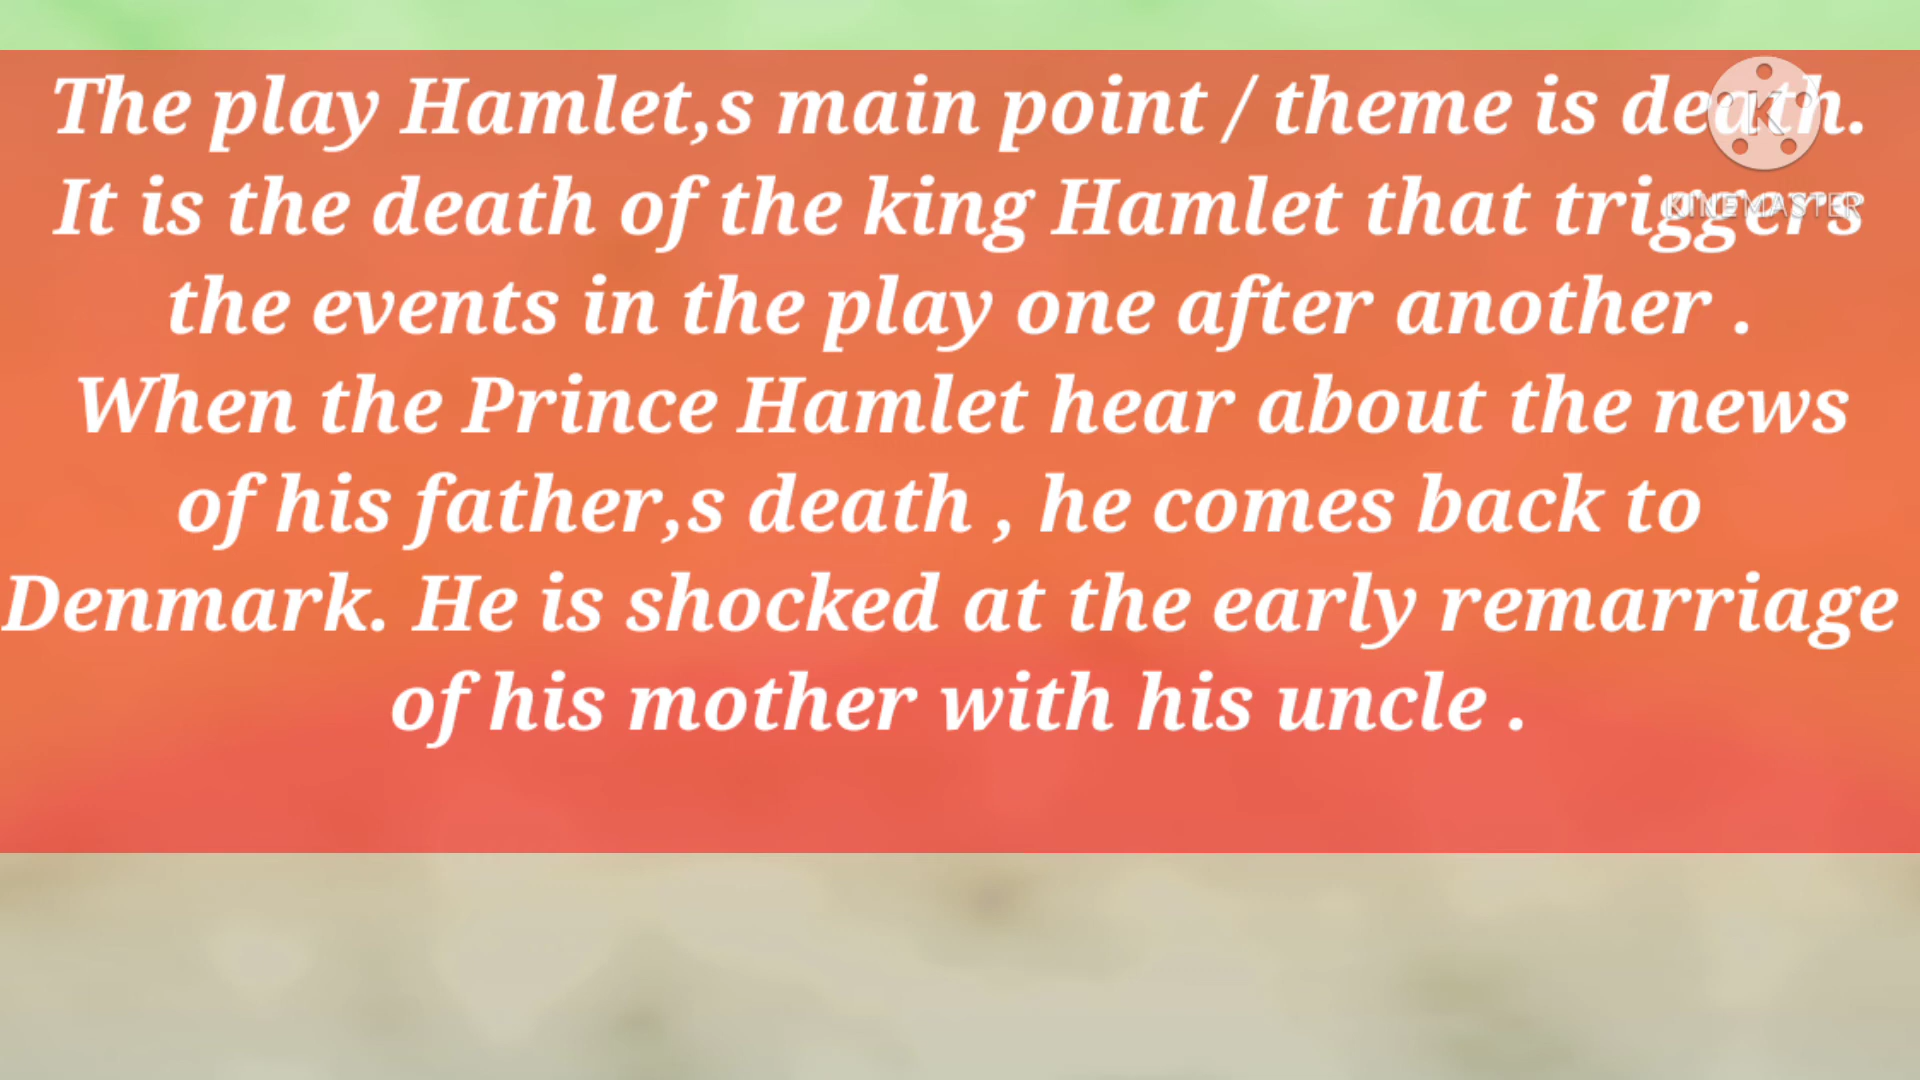 The play Hamlet,s main point / theme is death.
It is the death of the king Hamlet that triggers
the events in the play one after another .
When the Prince Hamlet hear about the news
of his father,s death , he comes back to
Denmark. He is shocked at the early remarriage
of his mother with his uncle .
K
KINEMASTER